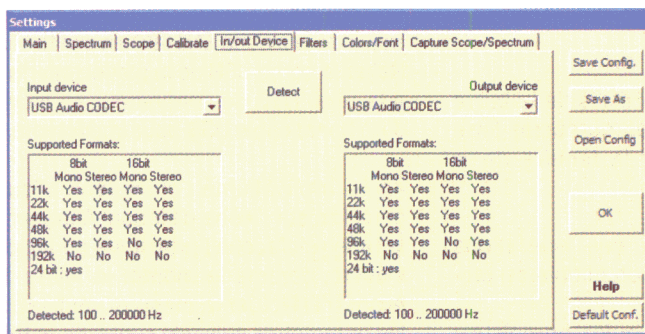 Settings
Main Spectrum Scope Calibrate In/out Device Filters Colors/Font Capture Scope/Spectrum
Input device
USB Audio CODEC
Detect
Output device
USB Audio CODEC
Supported Formats:
8bit 16bit
Mono Stereo Mono Stereo
11k Yes Yes Yes Yes
22k Yes Yes Yes Yes
44k Yes Yes Yes Yes
48k Yes Yes Yes Yes
96k Yes Yes No Yes
192k No No No No
24 bit : yes
Detected: 100 .. 200000 Hz
Supported Formats:
8bit 16bit
Mono Stereo Mono Stereo
11k Yes Yes Yes Yes
22k Yes Yes Yes Yes
44k Yes Yes Yes Yes
48k Yes Yes Yes Yes
96k Yes Yes No Yes
192k No No No No
24 bit : yes
Detected: 100 .. 200000 Hz
Save Config.
Save As
Open Config
OK
Help
Default Conf.